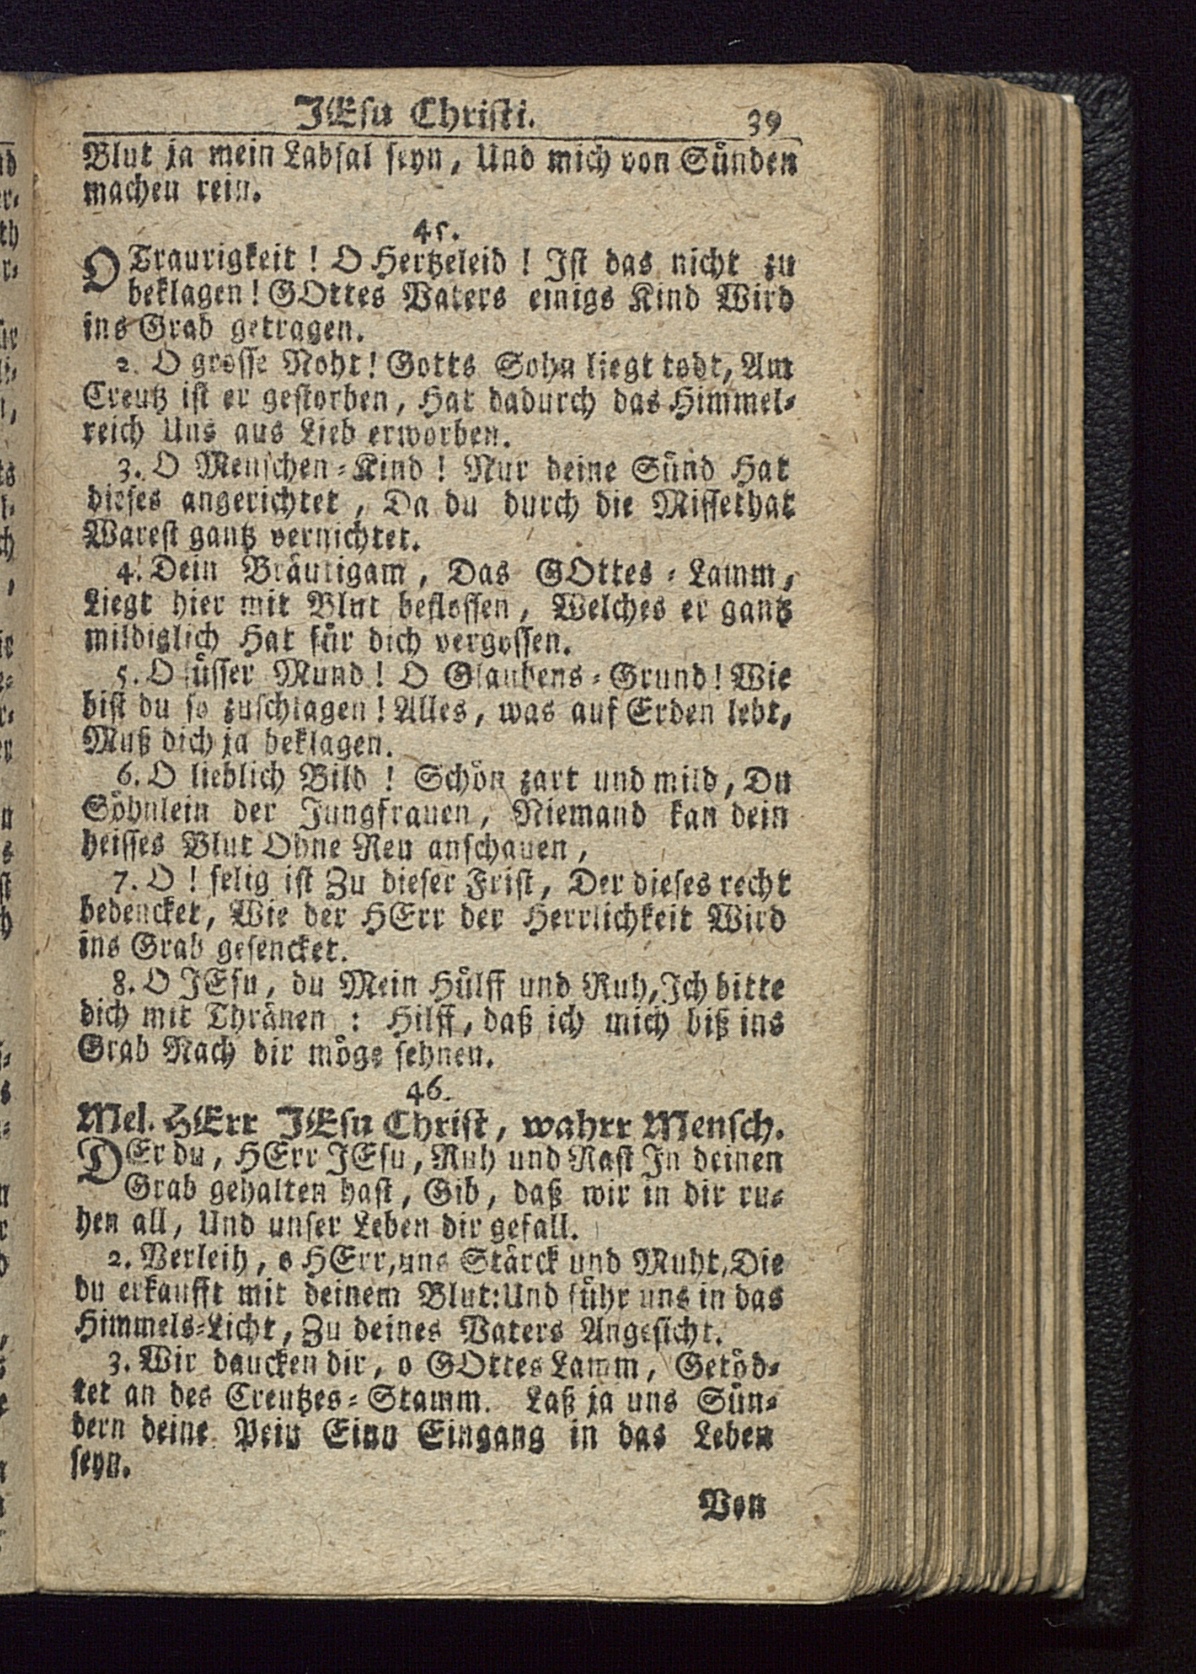 JEsu Christi. 39
Blut ja mein Labsal seyn, Und mich von Sünden
machen rein.
45.
O Traurigkeit! O Hertzeleid! Ist das nicht zu
beklagen! GOttes Vaters einigs Kind Wird
ins Grab getragen.
2. O grosse Noht! Gotts Sohn liegt todt, Am
Creutz ist er gestorben, Hat dadurch das Himmel-
reich Uns aus Lieb erworben.
3. O Menschen-Kind! Nur deine Sünd Hat
dieses angerichtet, Da du durch die Missethat
Warest gantz vernichtet.
4. Dein Bräutigam, Das GOttes-Lamm,
Liegt hier mit Blut beflossen, Welches er gantz
mildiglich Hat für dich vergossen.
5. O süsser Mund! O Glaubens-Grund! Wie
bist du so zuschlagen! Alles, was auf Erden lebt,
Muß dich ja beklagen.
6. O lieblich Bild! Schön zart und mild, Du
Söhnlein der Jungfrauen, Niemand kan dein
heisses Blut Ohne Reu anschauen,
7. O! selig ist Zu dieser Frist, Der dieses recht
bedencket, Wie der HErr der Herrlichkeit Wird
ins Grab gesencket.
8. O JEsu, du Mein Hülff und Ruh, Ich bitte
dich mit Thränen: Hilff, daß ich mich biß ins
Grab Nach dir möge sehnen.
46.
Mel. HErr JEsu Christ, wahrr Mensch.
DEr du, HErr JEsu, Ruh und Rast In deinen
Grab gehalten hast, Gib, daß wir in dir ru-
hen all, Und unser Leben dir gefall.
2. Verleih, o HErr, uns Stärck und Muht, Die
du erkaufft mit deinem Blut: Und führ uns in das
Himmels-Licht, Zu deines Vaters Angesicht.
3. Wir dancken dir, o GOttes Lamm, Getöd-
tet an des Creutzes-Stamm. Laß ja uns Sün-
dern deine Pein Einn Eingang in das Leben
seyn.
Von